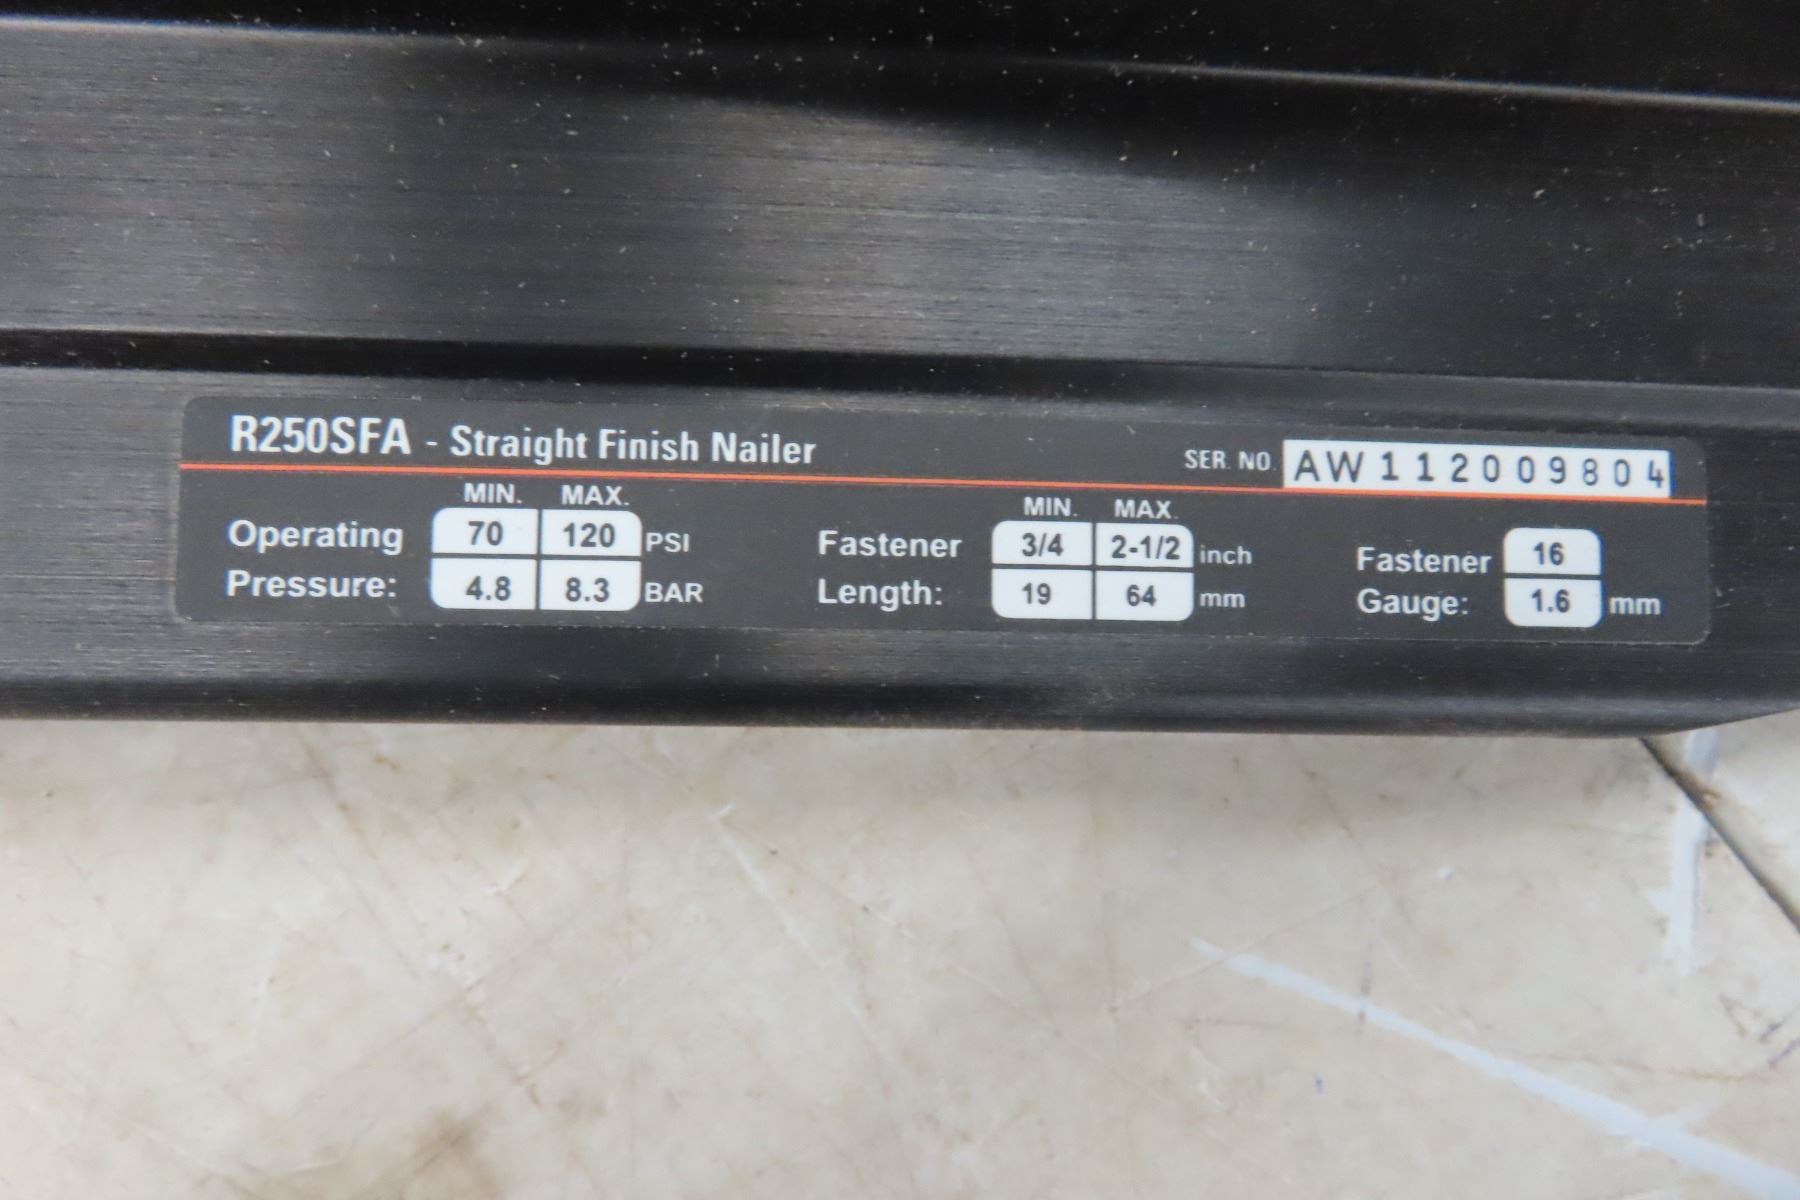 R250SFA - Straight Finish Nailer SER. NO. AW112009804
MIN. MAX. MIN. MAX.
Operating 70 120 PSI Fastener 3/4 2-1/2 inch Fastener 16
Pressure: 4.8 8.3 BAR Length: 19 64 mm Gauge: 1.6 mm